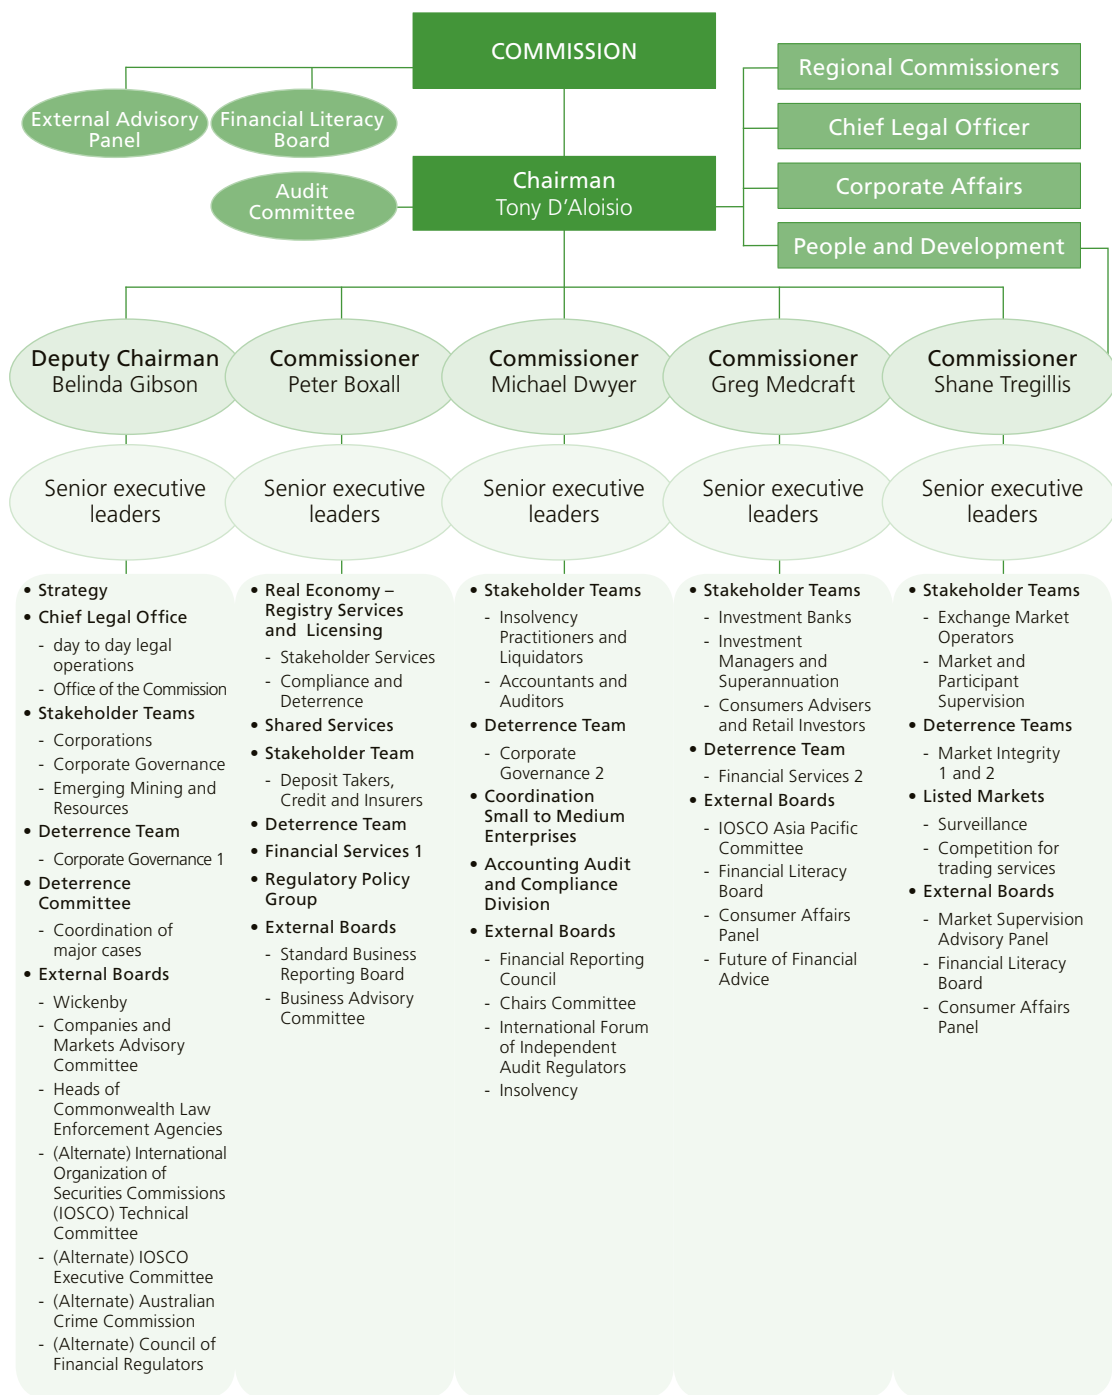 COMMISSION
External Advisory
Panel
Financial Literacy
Board
Audit
Committee
Chairman
Tony D'Aloisio
Regional Commissioners
Chief Legal Officer
Corporate Affairs
People and Development
Deputy Chairman
Belinda Gibson
Commissioner
Peter Boxall
Commissioner
Michael Dwyer
Commissioner
Greg Medcraft
Commissioner
Shane Tregillis
Senior executive
leaders
Senior executive
leaders
Senior executive
leaders
Senior executive
leaders
Senior executive
leaders
• Strategy
• Chief Legal Office
- day to day legal
operations
- Office of the Commission
• Stakeholder Teams
- Corporations
- Corporate Governance
- Emerging Mining and
Resources
• Deterrence Team
- Corporate Governance 1
• Deterrence
Committee
- Coordination of
major cases
• External Boards
- Wickenby
- Companies and
Markets Advisory
Committee
- Heads of
Commonwealth Law
Enforcement Agencies
- (Alternate) International
Organization of
Securities Commissions
(IOSCO) Technical
Committee
- (Alternate) IOSCO
Executive Committee
- (Alternate) Australian
Crime Commission
- (Alternate) Council of
Financial Regulators
• Real Economy –
Registry Services
and Licensing
- Stakeholder Services
- Compliance and
Deterrence
• Shared Services
• Stakeholder Team
- Deposit Takers,
Credit and Insurers
• Deterrence Team
• Financial Services 1
• Regulatory Policy
Group
• External Boards
- Standard Business
Reporting Board
- Business Advisory
Committee
• Stakeholder Teams
- Insolvency
Practitioners and
Liquidators
- Accountants and
Auditors
• Deterrence Team
- Corporate
Governance 2
• Coordination
Small to Medium
Enterprises
• Accounting Audit
and Compliance
Division
• External Boards
- Financial Reporting
Council
- Chairs Committee
- International Forum
of Independent
Audit Regulators
- Insolvency
• Stakeholder Teams
- Investment Banks
- Investment
Managers and
Superannuation
- Consumers Advisers
and Retail Investors
• Deterrence Team
- Financial Services 2
• External Boards
- IOSCO Asia Pacific
Committee
- Financial Literacy
Board
- Consumer Affairs
Panel
- Future of Financial
Advice
• Stakeholder Teams
- Exchange Market
Operators
- Market and
Participant
Supervision
• Deterrence Teams
- Market Integrity
1 and 2
• Listed Markets
- Surveillance
- Competition for
trading services
• External Boards
- Market Supervision
Advisory Panel
- Financial Literacy
Board
- Consumer Affairs
Panel